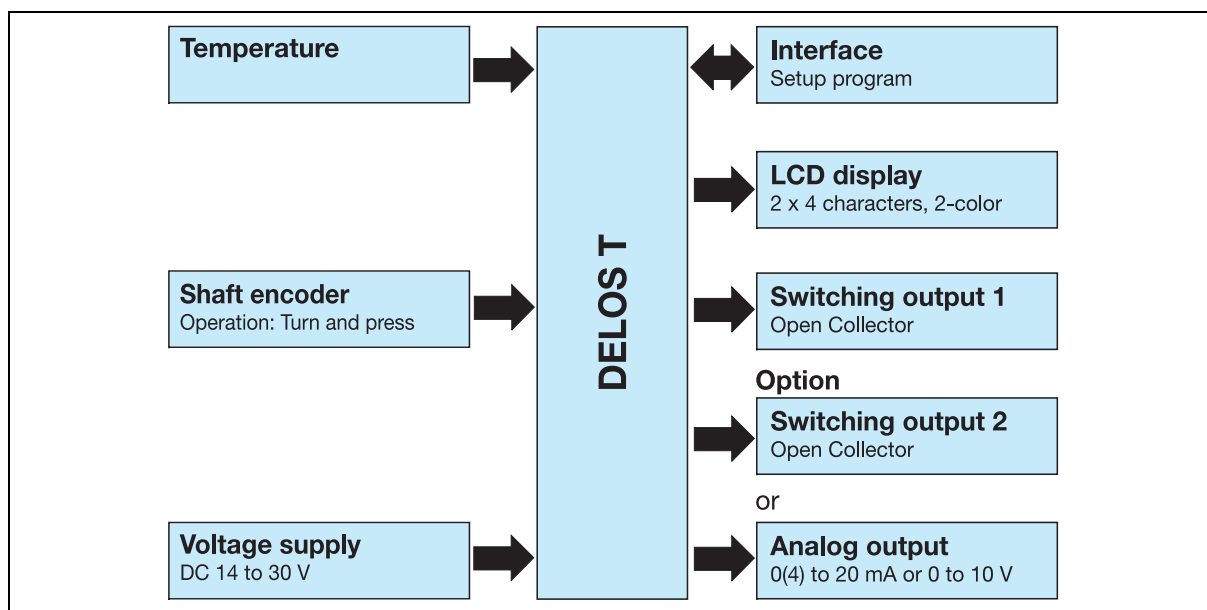 Temperature
Shaft encoder
Operation: Turn and press
Voltage supply
DC 14 to 30 V
DELOS T
Interface
Setup program
LCD display
2 x 4 characters, 2-color
Switching output 1
Open Collector
Option
Switching output 2
Open Collector
or
Analog output
0(4) to 20 mA or 0 to 10 V